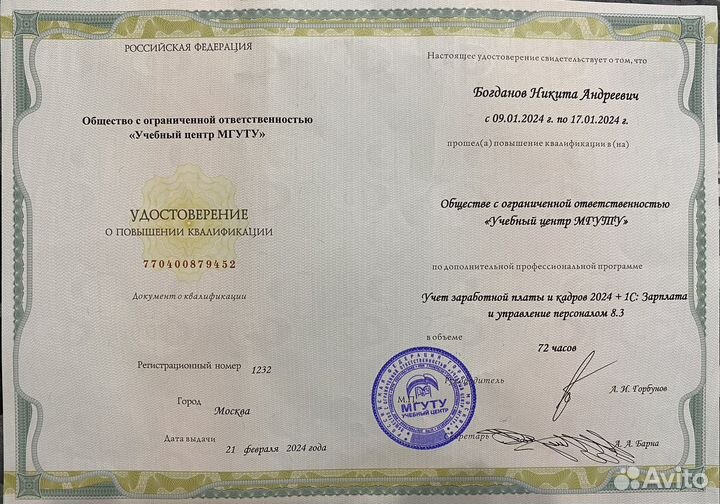 РОССИЙСКАЯ ФЕДЕРАЦИЯ
Общество с ограниченной ответственностью
«Учебный центр МГУТУ»
УДОСТОВЕРЕНИЕ
О ПОВЫШЕНИИ КВАЛИФИКАЦИИ
770400879452
Документ о квалификации
Регистрационный номер 1232
Город
Москва
Дата выдачи
21 февраля 2024 года
Настоящее удостоверение свидетельствует о том, что
Богданов Никита Андреевич
с 09.01.2024 г. по 17.01.2024 г.
прошел(а) повышение квалификации в (на)
Обществе с ограниченной ответственностью
«Учебный центр МГУТУ»
по дополнительной профессиональной программе
Учет заработной платы и кадров 2024 + 1С: Зарплата
и управление персоналом 8.3
в объеме
72 часов
Руководитель
А. И. Горбунов
М.П.
МГУТУ
УЧЕБНЫЙ ЦЕНТР
Секретарь
А. А. Барна
Avito